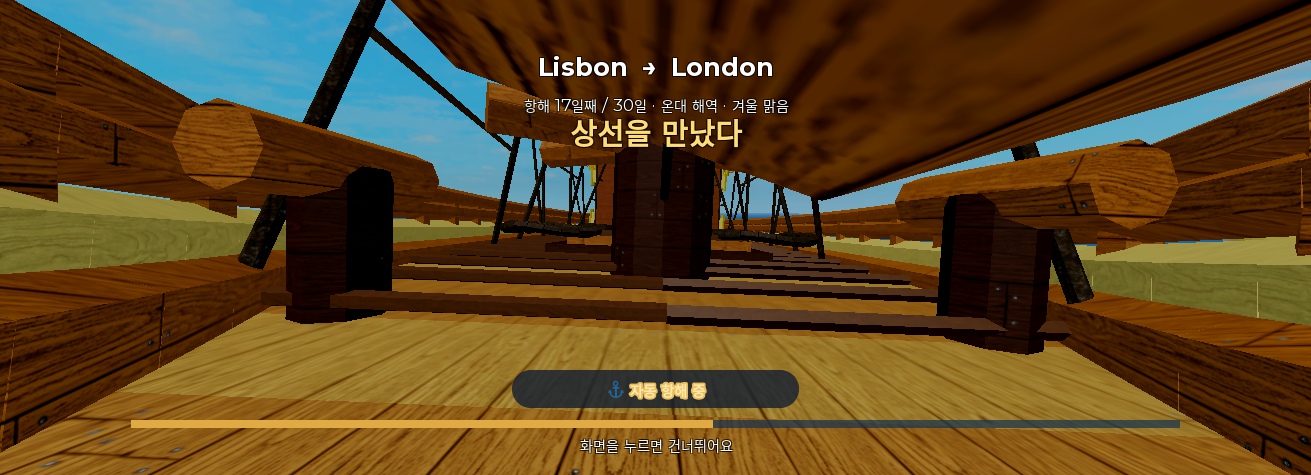 Lisbon → London
항해 17일째 / 30일 · 온대 해역 · 겨울 맑음
상선을 만났다
⚓ 자동 항해 중
화면을 누르면 건너뛰어요